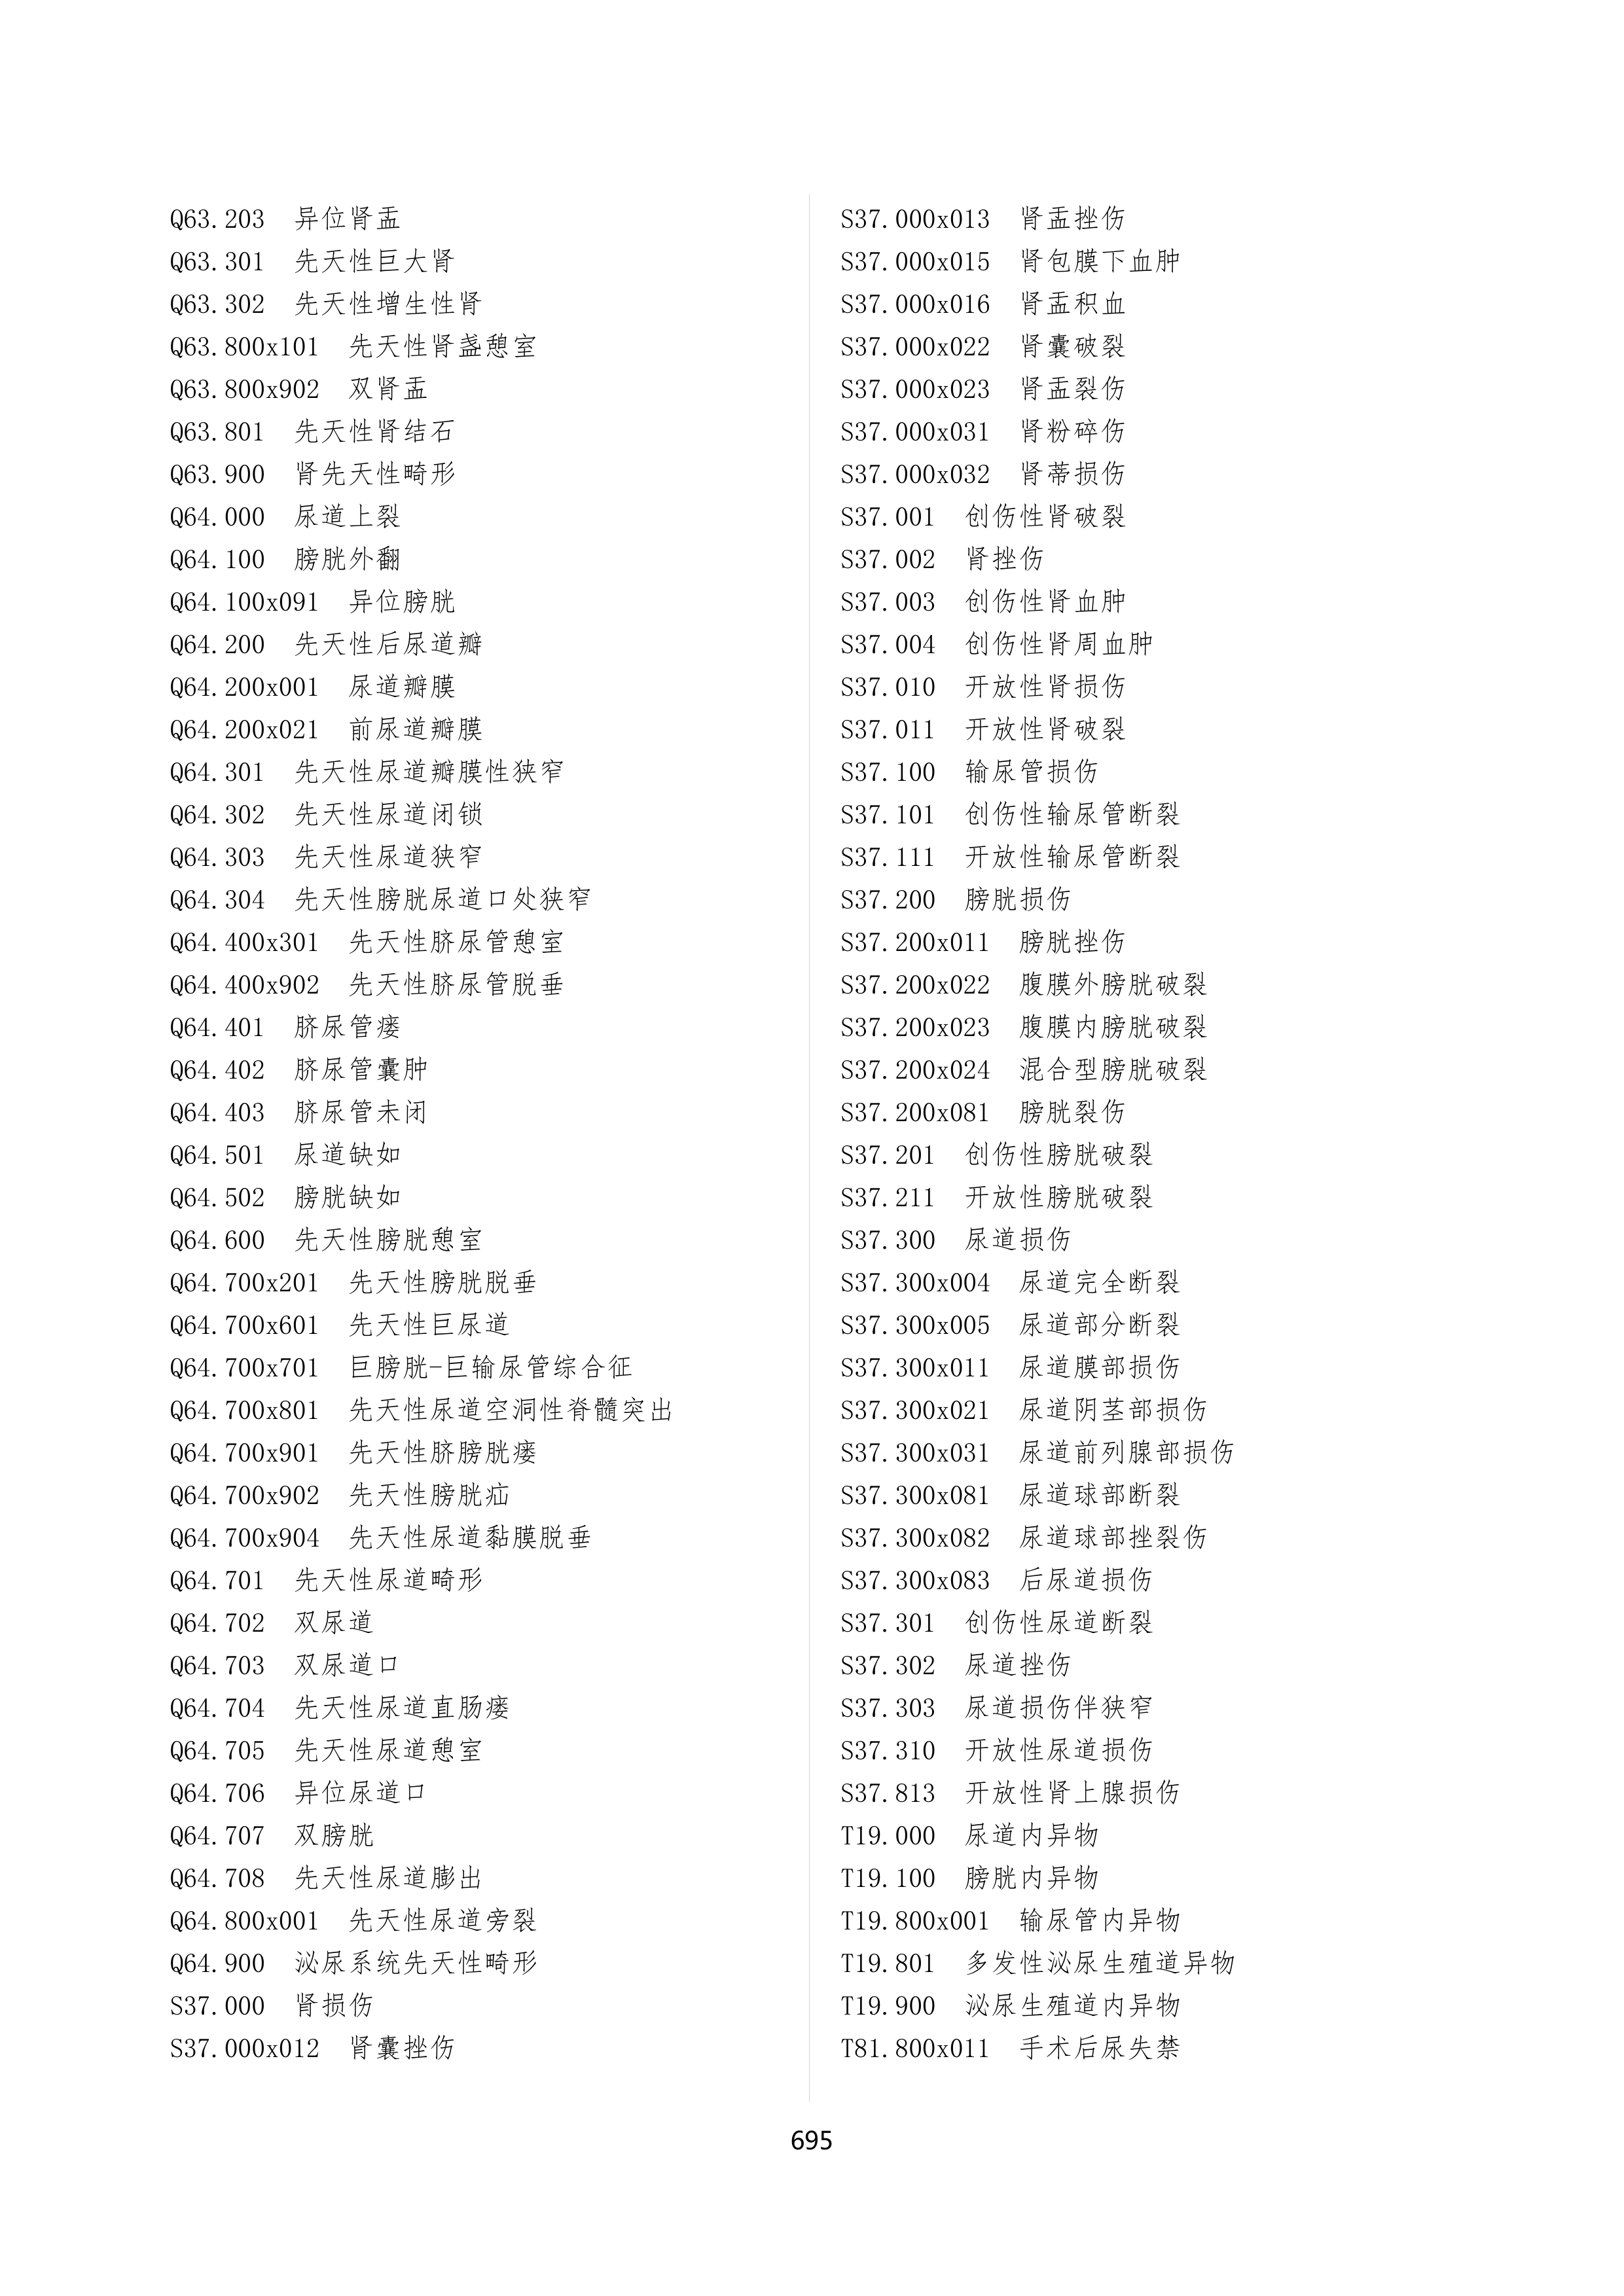 Q63.203 异位肾盂
Q63.301 先天性巨大肾
Q63.302 先天性增生性肾
Q63.800x101 先天性肾盏憩室
Q63.800x902 双肾盂
Q63.801 先天性肾结石
Q63.900 肾先天性畸形
Q64.000 尿道上裂
Q64.100 膀胱外翻
Q64.100x091 异位膀胱
Q64.200 先天性后尿道瓣
Q64.200x001 尿道瓣膜
Q64.200x021 前尿道瓣膜
Q64.301 先天性尿道瓣膜性狭窄
Q64.302 先天性尿道闭锁
Q64.303 先天性尿道狭窄
Q64.304 先天性膀胱尿道口处狭窄
Q64.400x301 先天性脐尿管憩室
Q64.400x902 先天性脐尿管脱垂
Q64.401 脐尿管瘘
Q64.402 脐尿管囊肿
Q64.403 脐尿管未闭
Q64.501 尿道缺如
Q64.502 膀胱缺如
Q64.600 先天性膀胱憩室
Q64.700x201 先天性膀胱脱垂
Q64.700x601 先天性巨尿道
Q64.700x701 巨膀胱-巨输尿管综合征
Q64.700x801 先天性尿道空洞性脊髓突出
Q64.700x901 先天性脐膀胱瘘
Q64.700x902 先天性膀胱疝
Q64.700x904 先天性尿道黏膜脱垂
Q64.701 先天性尿道畸形
Q64.702 双尿道
Q64.703 双尿道口
Q64.704 先天性尿道直肠瘘
Q64.705 先天性尿道憩室
Q64.706 异位尿道口
Q64.707 双膀胱
Q64.708 先天性尿道膨出
Q64.800x001 先天性尿道旁裂
Q64.900 泌尿系统先天性畸形
S37.000 肾损伤
S37.000x012 肾囊挫伤
S37.000x013 肾盂挫伤
S37.000x015 肾包膜下血肿
S37.000x016 肾盂积血
S37.000x022 肾囊破裂
S37.000x023 肾盂裂伤
S37.000x031 肾粉碎伤
S37.000x032 肾蒂损伤
S37.001 创伤性肾破裂
S37.002 肾挫伤
S37.003 创伤性肾血肿
S37.004 创伤性肾周血肿
S37.010 开放性肾损伤
S37.011 开放性肾破裂
S37.100 输尿管损伤
S37.101 创伤性输尿管断裂
S37.111 开放性输尿管断裂
S37.200 膀胱损伤
S37.200x011 膀胱挫伤
S37.200x022 腹膜外膀胱破裂
S37.200x023 腹膜内膀胱破裂
S37.200x024 混合型膀胱破裂
S37.200x081 膀胱裂伤
S37.201 创伤性膀胱破裂
S37.211 开放性膀胱破裂
S37.300 尿道损伤
S37.300x004 尿道完全断裂
S37.300x005 尿道部分断裂
S37.300x011 尿道膜部损伤
S37.300x021 尿道阴茎部损伤
S37.300x031 尿道前列腺部损伤
S37.300x081 尿道球部断裂
S37.300x082 尿道球部挫裂伤
S37.300x083 后尿道损伤
S37.301 创伤性尿道断裂
S37.302 尿道挫伤
S37.303 尿道损伤伴狭窄
S37.310 开放性尿道损伤
S37.813 开放性肾上腺损伤
T19.000 尿道内异物
T19.100 膀胱内异物
T19.800x001 输尿管内异物
T19.801 多发性泌尿生殖道异物
T19.900 泌尿生殖道内异物
T81.800x011 手术后尿失禁
695